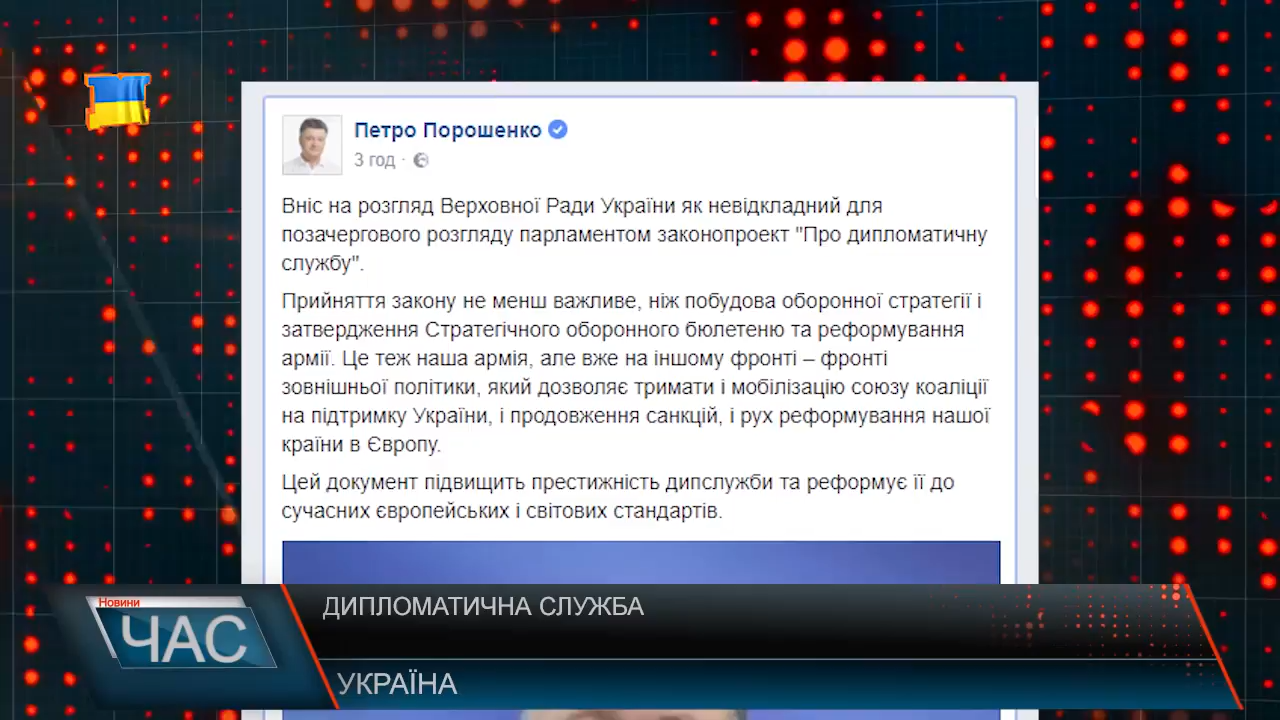 Петро Порошенко
3 год ·
Вніс на розгляд Верховної Ради України як невідкладний для
позачергового розгляду парламентом законопроект "Про дипломатичну
службу".
Прийняття закону не менш важливе, ніж побудова оборонної стратегії і
затвердження Стратегічного оборонного бюлетеню та реформування
армії. Це теж наша армія, але вже на іншому фронті – фронті
зовнішньої політики, який дозволяє тримати і мобілізацію союзу коаліції
на підтримку України, і продовження санкцій, і рух реформування нашої
країни в Європу.
Цей документ підвищить престижність дипслужби та реформує її до
сучасних європейських і світових стандартів.
Новини
ЧАС
ДИПЛОМАТИЧНА СЛУЖБА
УКРАЇНА